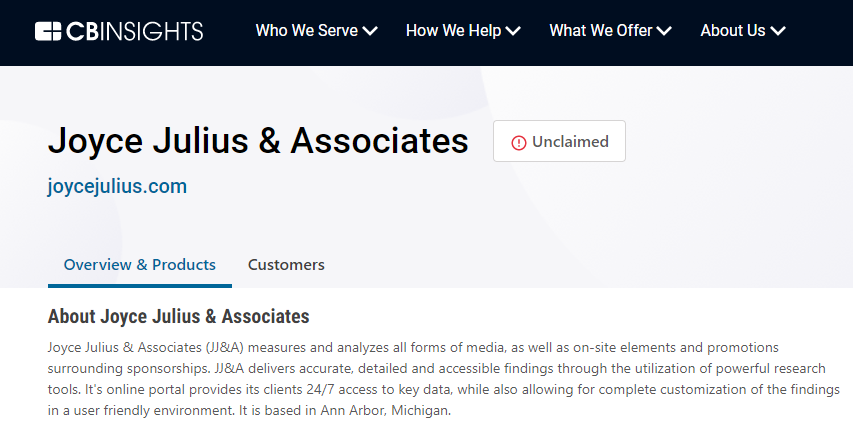 CBINSIGHTS Who We Serve How We Help What We Offer About Us
Joyce Julius & Associates Unclaimed
joycejulius.com
Overview & Products Customers
About Joyce Julius & Associates
Joyce Julius & Associates (JJ&A) measures and analyzes all forms of media, as well as on-site elements and promotions
surrounding sponsorships. JJ&A delivers accurate, detailed and accessible findings through the utilization of powerful research
tools. It's online portal provides its clients 24/7 access to key data, while also allowing for complete customization of the findings
in a user friendly environment. It is based in Ann Arbor, Michigan.